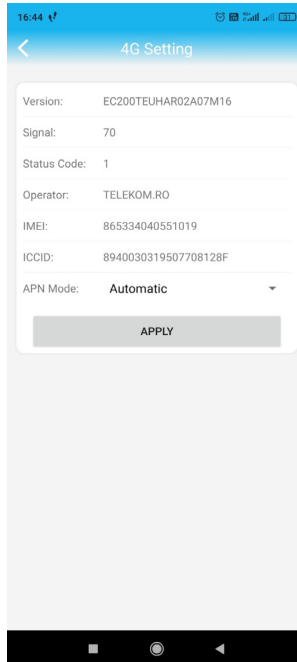 16:44
4G Setting
Version: EC200TEUHAR02A07M16
Signal: 70
Status Code: 1
Operator: TELEKOM.RO
IMEI: 865334040551019
ICCID: 8940030319507708128F
APN Mode: Automatic
APPLY